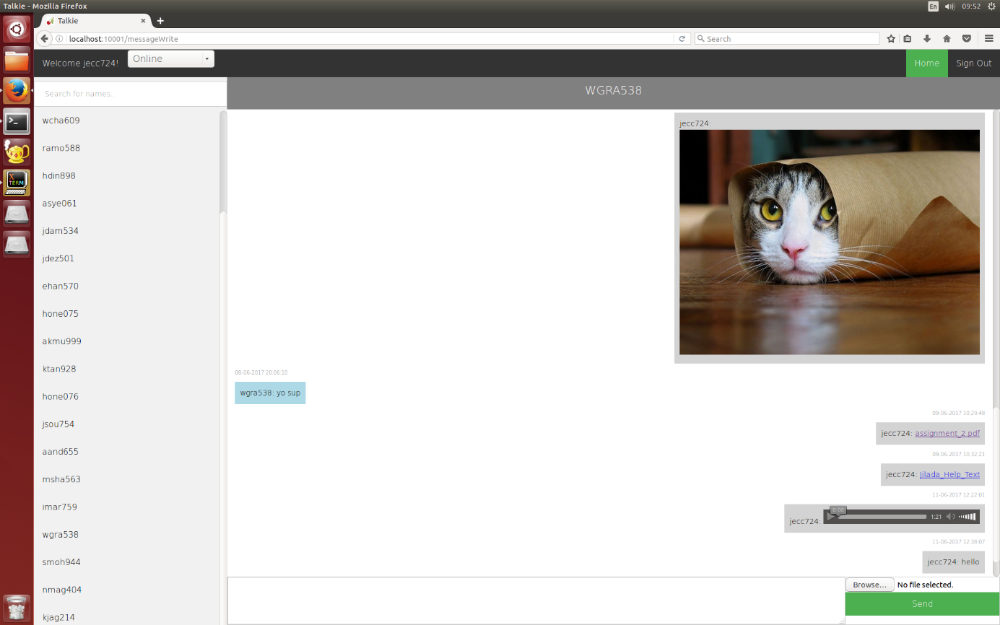 Talkie - Mozilla Firefox
En
09:52
Talkie
localhost:10001/messageWrite
Search
Welcome jecc724!
Online
Home
Sign Out
Search for names..
WGRA538
wcha609
ramo588
hdin898
asye061
jdam534
jdez501
ehan570
hone075
akmu999
ktan928
hone076
jsou754
aand655
msha563
imar759
wgra538
smoh944
nmag404
kjag214
jecc724:
08-06-2017 20:06:10
wgra538: yo sup
09-06-2017 10:29:48
jecc724: assignment_2.pdf
09-06-2017 10:32:21
jecc724: Jilada_Help_Text
11-06-2017 12:22:01
jecc724:
0:00
1:21
11-06-2017 12:38:07
jecc724: hello
Browse...
No file selected.
Send
X
TERM
>_